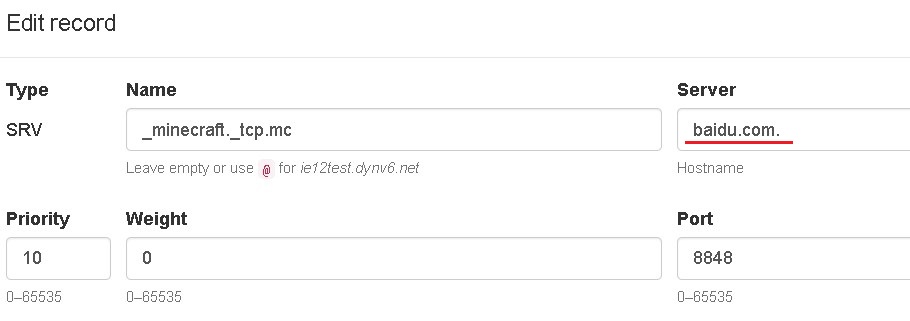 Edit record
Type Name Server
SRV _minecraft._tcp.mc baidu.com.
Leave empty or use @ for ie12test.dynv6.net Hostname
Priority Weight Port
10 0 8848
0–65535 0–65535 0–65535